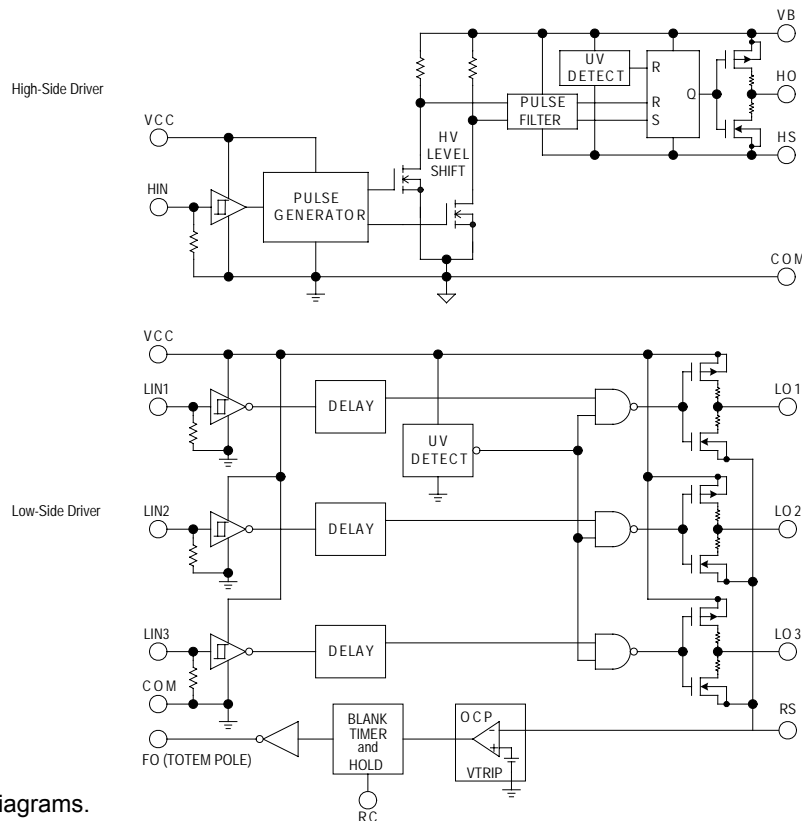 VB
High-Side Driver
UV
DETECT
R
HO
Q
PULSE
FILTER
R
S
VCC
HV
LEVEL
SHIFT
HS
HIN
PULSE
GENERATOR
COM
VCC
LIN1
DELAY
LO1
UV
DETECT
Low-Side Driver
LIN2
DELAY
LO2
LIN3
DELAY
LO3
COM
RS
BLANK
TIMER
and
HOLD
OCP
-
+
FO (TOTEM POLE)
VTRIP
iagrams.
RC